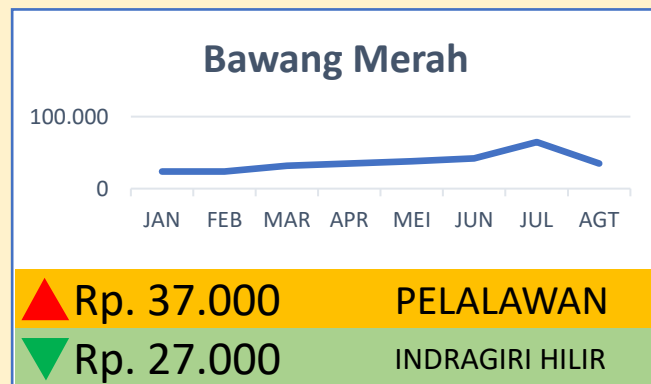 Bawang Merah
100.000
0
JAN FEB MAR APR MEI JUN JUL AGT
Rp. 37.000 PELALAWAN
Rp. 27.000 INDRAGIRI HILIR